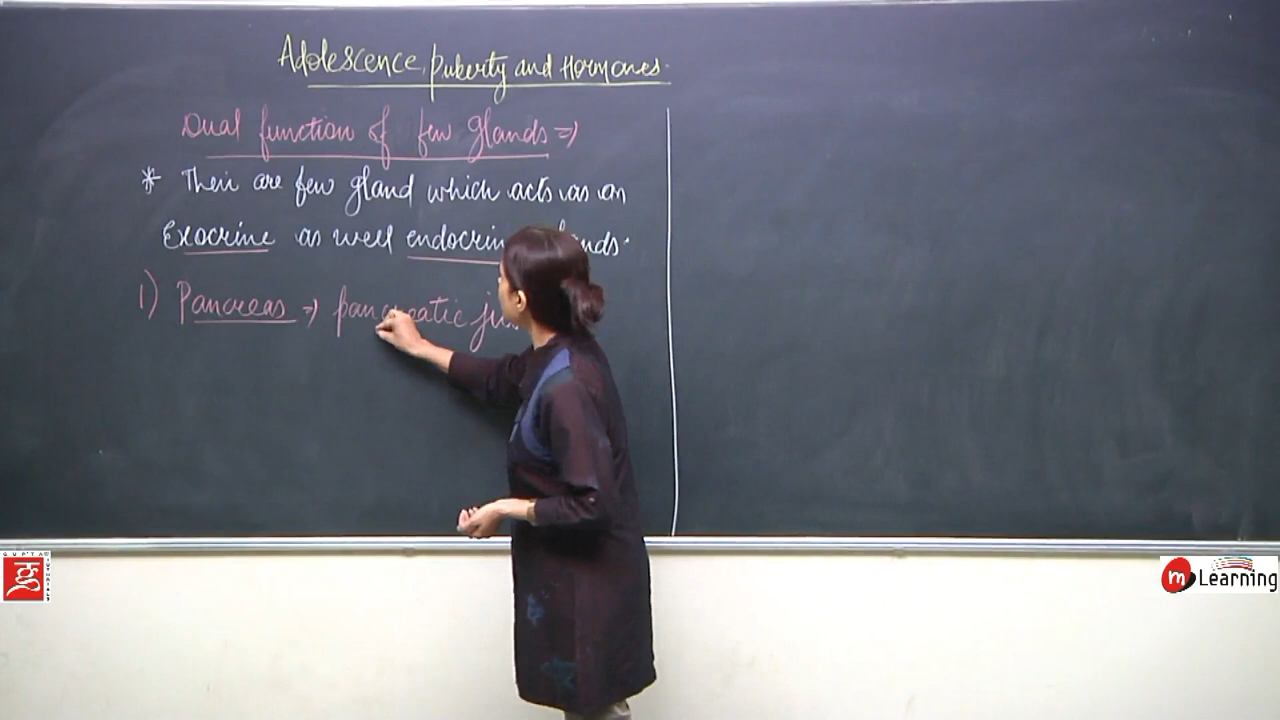 Adolescence, puberty and Hormones.
Dual function of few Glands ⇒
* Their are few gland which acts as an
Exocrine as well endocrin
1) Pancreas ⇒ pancreatic
GUPTA
m Learning